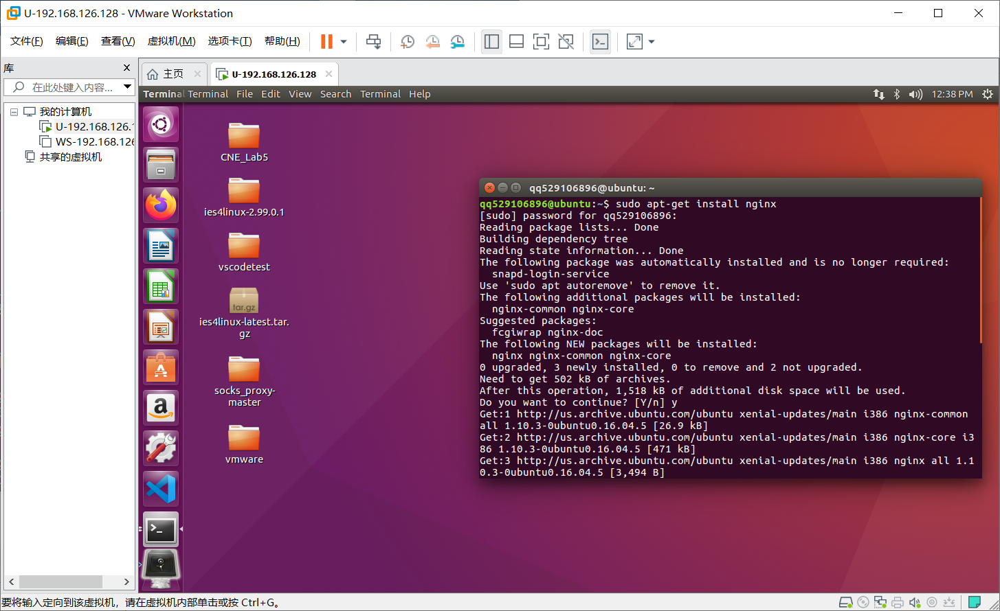 U-192.168.126.128 - VMware Workstation
文件(F) 编辑(E) 查看(V) 虚拟机(M) 选项卡(T) 帮助(H)
库
在此处键入内容...
我的计算机
U-192.168.126.1
WS-192.168.126
共享的虚拟机
主页
U-192.168.126.128
Terminal Terminal File Edit View Search Terminal Help
12:38 PM
CNE_Lab5
ies4linux-2.99.0.1
vscodetest
tar.gz
ies4linux-latest.tar.
gz
socks_proxy-
master
vmware
qq529106896@ubuntu: ~
qq529106896@ubuntu:~$ sudo apt-get install nginx
[sudo] password for qq529106896:
Reading package lists... Done
Building dependency tree
Reading state information... Done
The following package was automatically installed and is no longer required:
snapd-login-service
Use 'sudo apt autoremove' to remove it.
The following additional packages will be installed:
nginx-common nginx-core
Suggested packages:
fcgiwrap nginx-doc
The following NEW packages will be installed:
nginx nginx-common nginx-core
0 upgraded, 3 newly installed, 0 to remove and 2 not upgraded.
Need to get 502 kB of archives.
After this operation, 1,518 kB of additional disk space will be used.
Do you want to continue? [Y/n] y
Get:1 http://us.archive.ubuntu.com/ubuntu xenial-updates/main i386 nginx-common
all 1.10.3-0ubuntu0.16.04.5 [26.9 kB]
Get:2 http://us.archive.ubuntu.com/ubuntu xenial-updates/main i386 nginx-core i3
86 1.10.3-0ubuntu0.16.04.5 [471 kB]
Get:3 http://us.archive.ubuntu.com/ubuntu xenial-updates/main i386 nginx all 1.1
0.3-0ubuntu0.16.04.5 [3,494 B]
要将输入定向到该虚拟机，请在虚拟机内部单击或按 Ctrl+G。